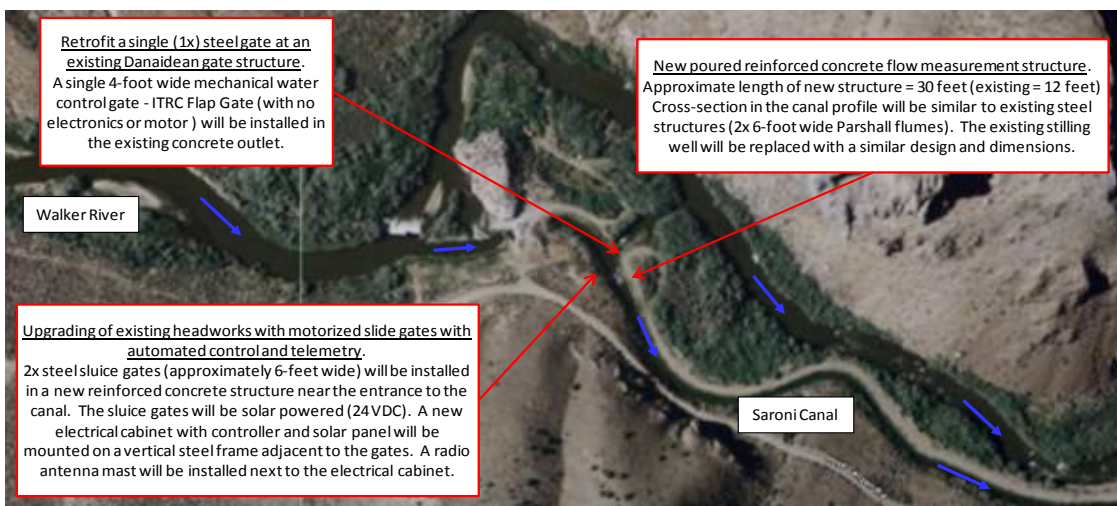 Retrofit a single (1x) steel gate at an
existing Danaidean gate structure.
A single 4-foot wide mechanical water
control gate - ITRC Flap Gate (with no
electronics or motor ) will be installed in
the existing concrete outlet.
New poured reinforced concrete flow measurement structure.
Approximate length of new structure = 30 feet (existing = 12 feet)
Cross-section in the canal profile will be similar to existing steel
structures (2x 6-foot wide Parshall flumes). The existing stilling
well will be replaced with a similar design and dimensions.
Walker River
Upgrading of existing headworks with motorized slide gates with
automated control and telemetry.
2x steel sluice gates (approximately 6-feet wide) will be installed
in a new reinforced concrete structure near the entrance to the
canal. The sluice gates will be solar powered (24 VDC). A new
electrical cabinet with controller and solar panel will be
mounted on a vertical steel frame adjacent to the gates. A radio
antenna mast will be installed next to the electrical cabinet.
Saroni Canal